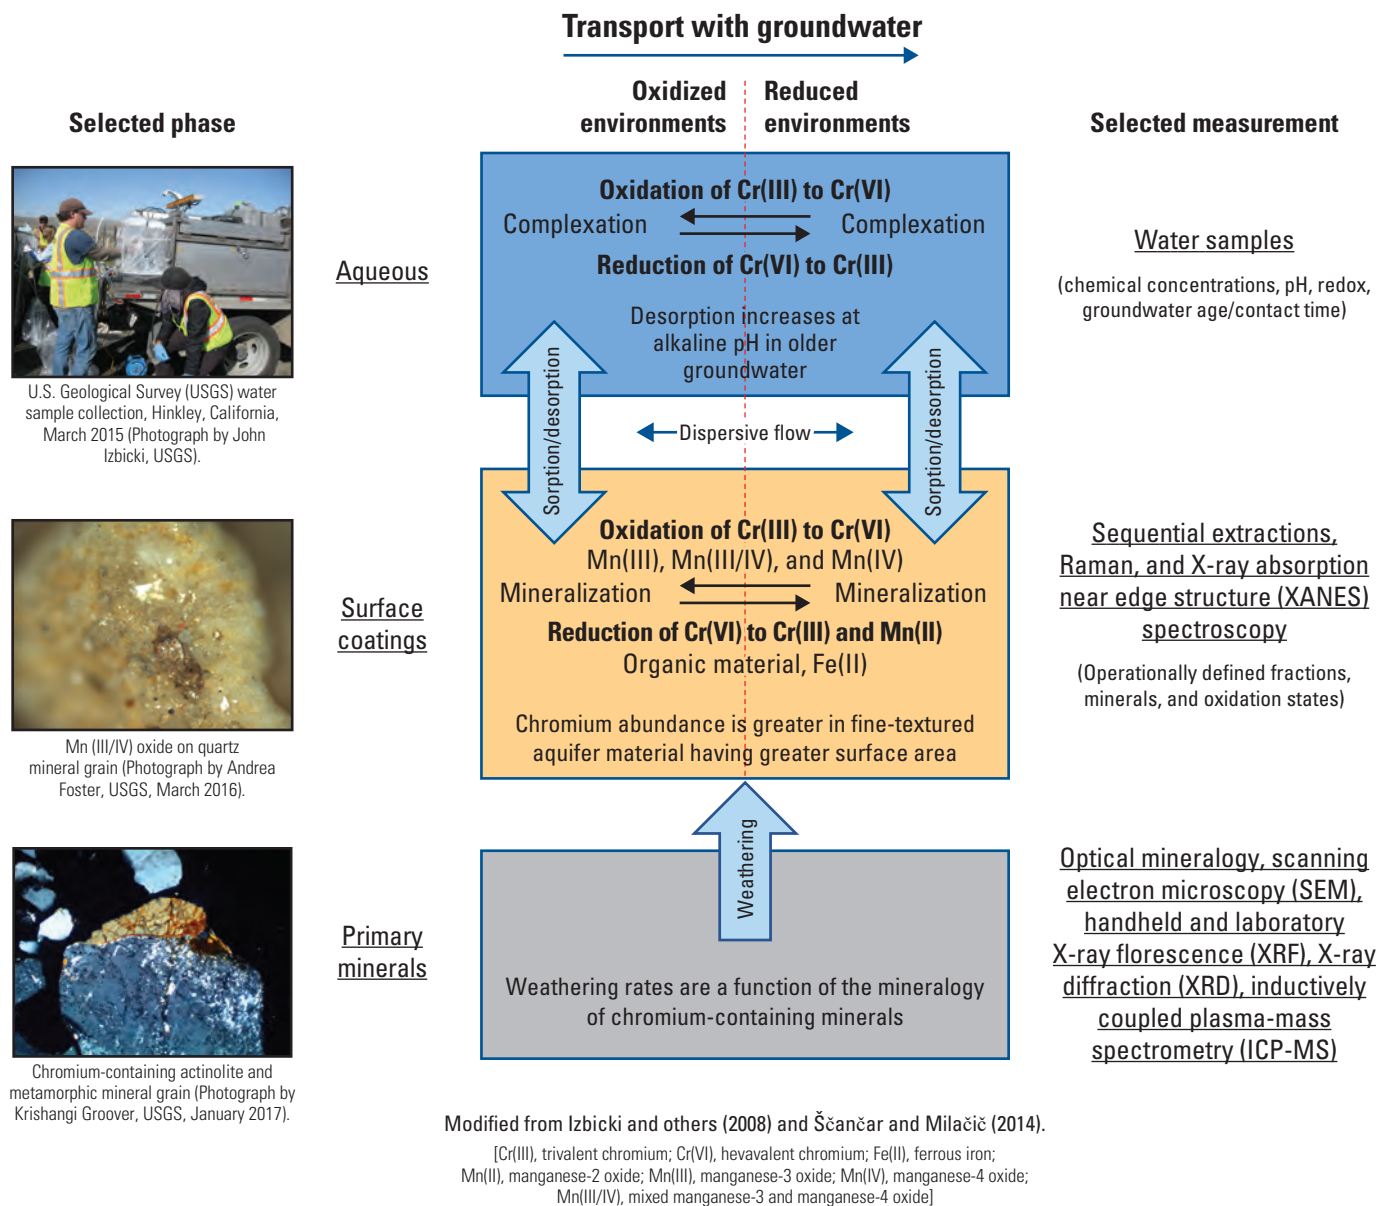 Transport with groundwater
Oxidized
environments
Reduced
environments
Selected phase
Selected measurement
U.S. Geological Survey (USGS) water
sample collection, Hinkley, California,
March 2015 (Photograph by John
Izbicki, USGS).
Aqueous
Oxidation of Cr(III) to Cr(VI)
Complexation
Complexation
Reduction of Cr(VI) to Cr(III)
Desorption increases at
alkaline pH in older
groundwater
Water samples
(chemical concentrations, pH, redox,
groundwater age/contact time)
Sorption/desorption
Dispersive flow
Sorption/desorption
Mn (III/IV) oxide on quartz
mineral grain (Photograph by Andrea
Foster, USGS, March 2016).
Surface
coatings
Oxidation of Cr(III) to Cr(VI)
Mn(III), Mn(III/IV), and Mn(IV)
Mineralization
Mineralization
Reduction of Cr(VI) to Cr(III) and Mn(II)
Organic material, Fe(II)
Chromium abundance is greater in fine-textured
aquifer material having greater surface area
Sequential extractions,
Raman, and X-ray absorption
near edge structure (XANES)
spectroscopy
(Operationally defined fractions,
minerals, and oxidation states)
Weathering
Chromium-containing actinolite and
metamorphic mineral grain (Photograph by
Krishangi Groover, USGS, January 2017).
Primary
minerals
Weathering rates are a function of the mineralogy
of chromium-containing minerals
Optical mineralogy, scanning
electron microscopy (SEM),
handheld and laboratory
X-ray florescence (XRF), X-ray
diffraction (XRD), inductively
coupled plasma-mass
spectrometry (ICP-MS)
Modified from Izbicki and others (2008) and Ščančar and Milačič (2014).
[Cr(III), trivalent chromium; Cr(VI), hevavalent chromium; Fe(II), ferrous iron;
Mn(II), manganese-2 oxide; Mn(III), manganese-3 oxide; Mn(IV), manganese-4 oxide;
Mn(III/IV), mixed manganese-3 and manganese-4 oxide]